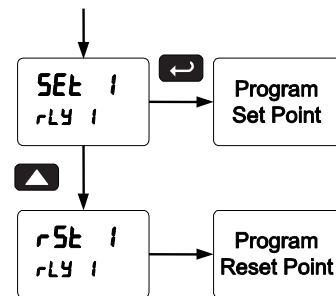 SEt 1
rLY 1
Program
Set Point
rSt 1
rLY 1
Program
Reset Point